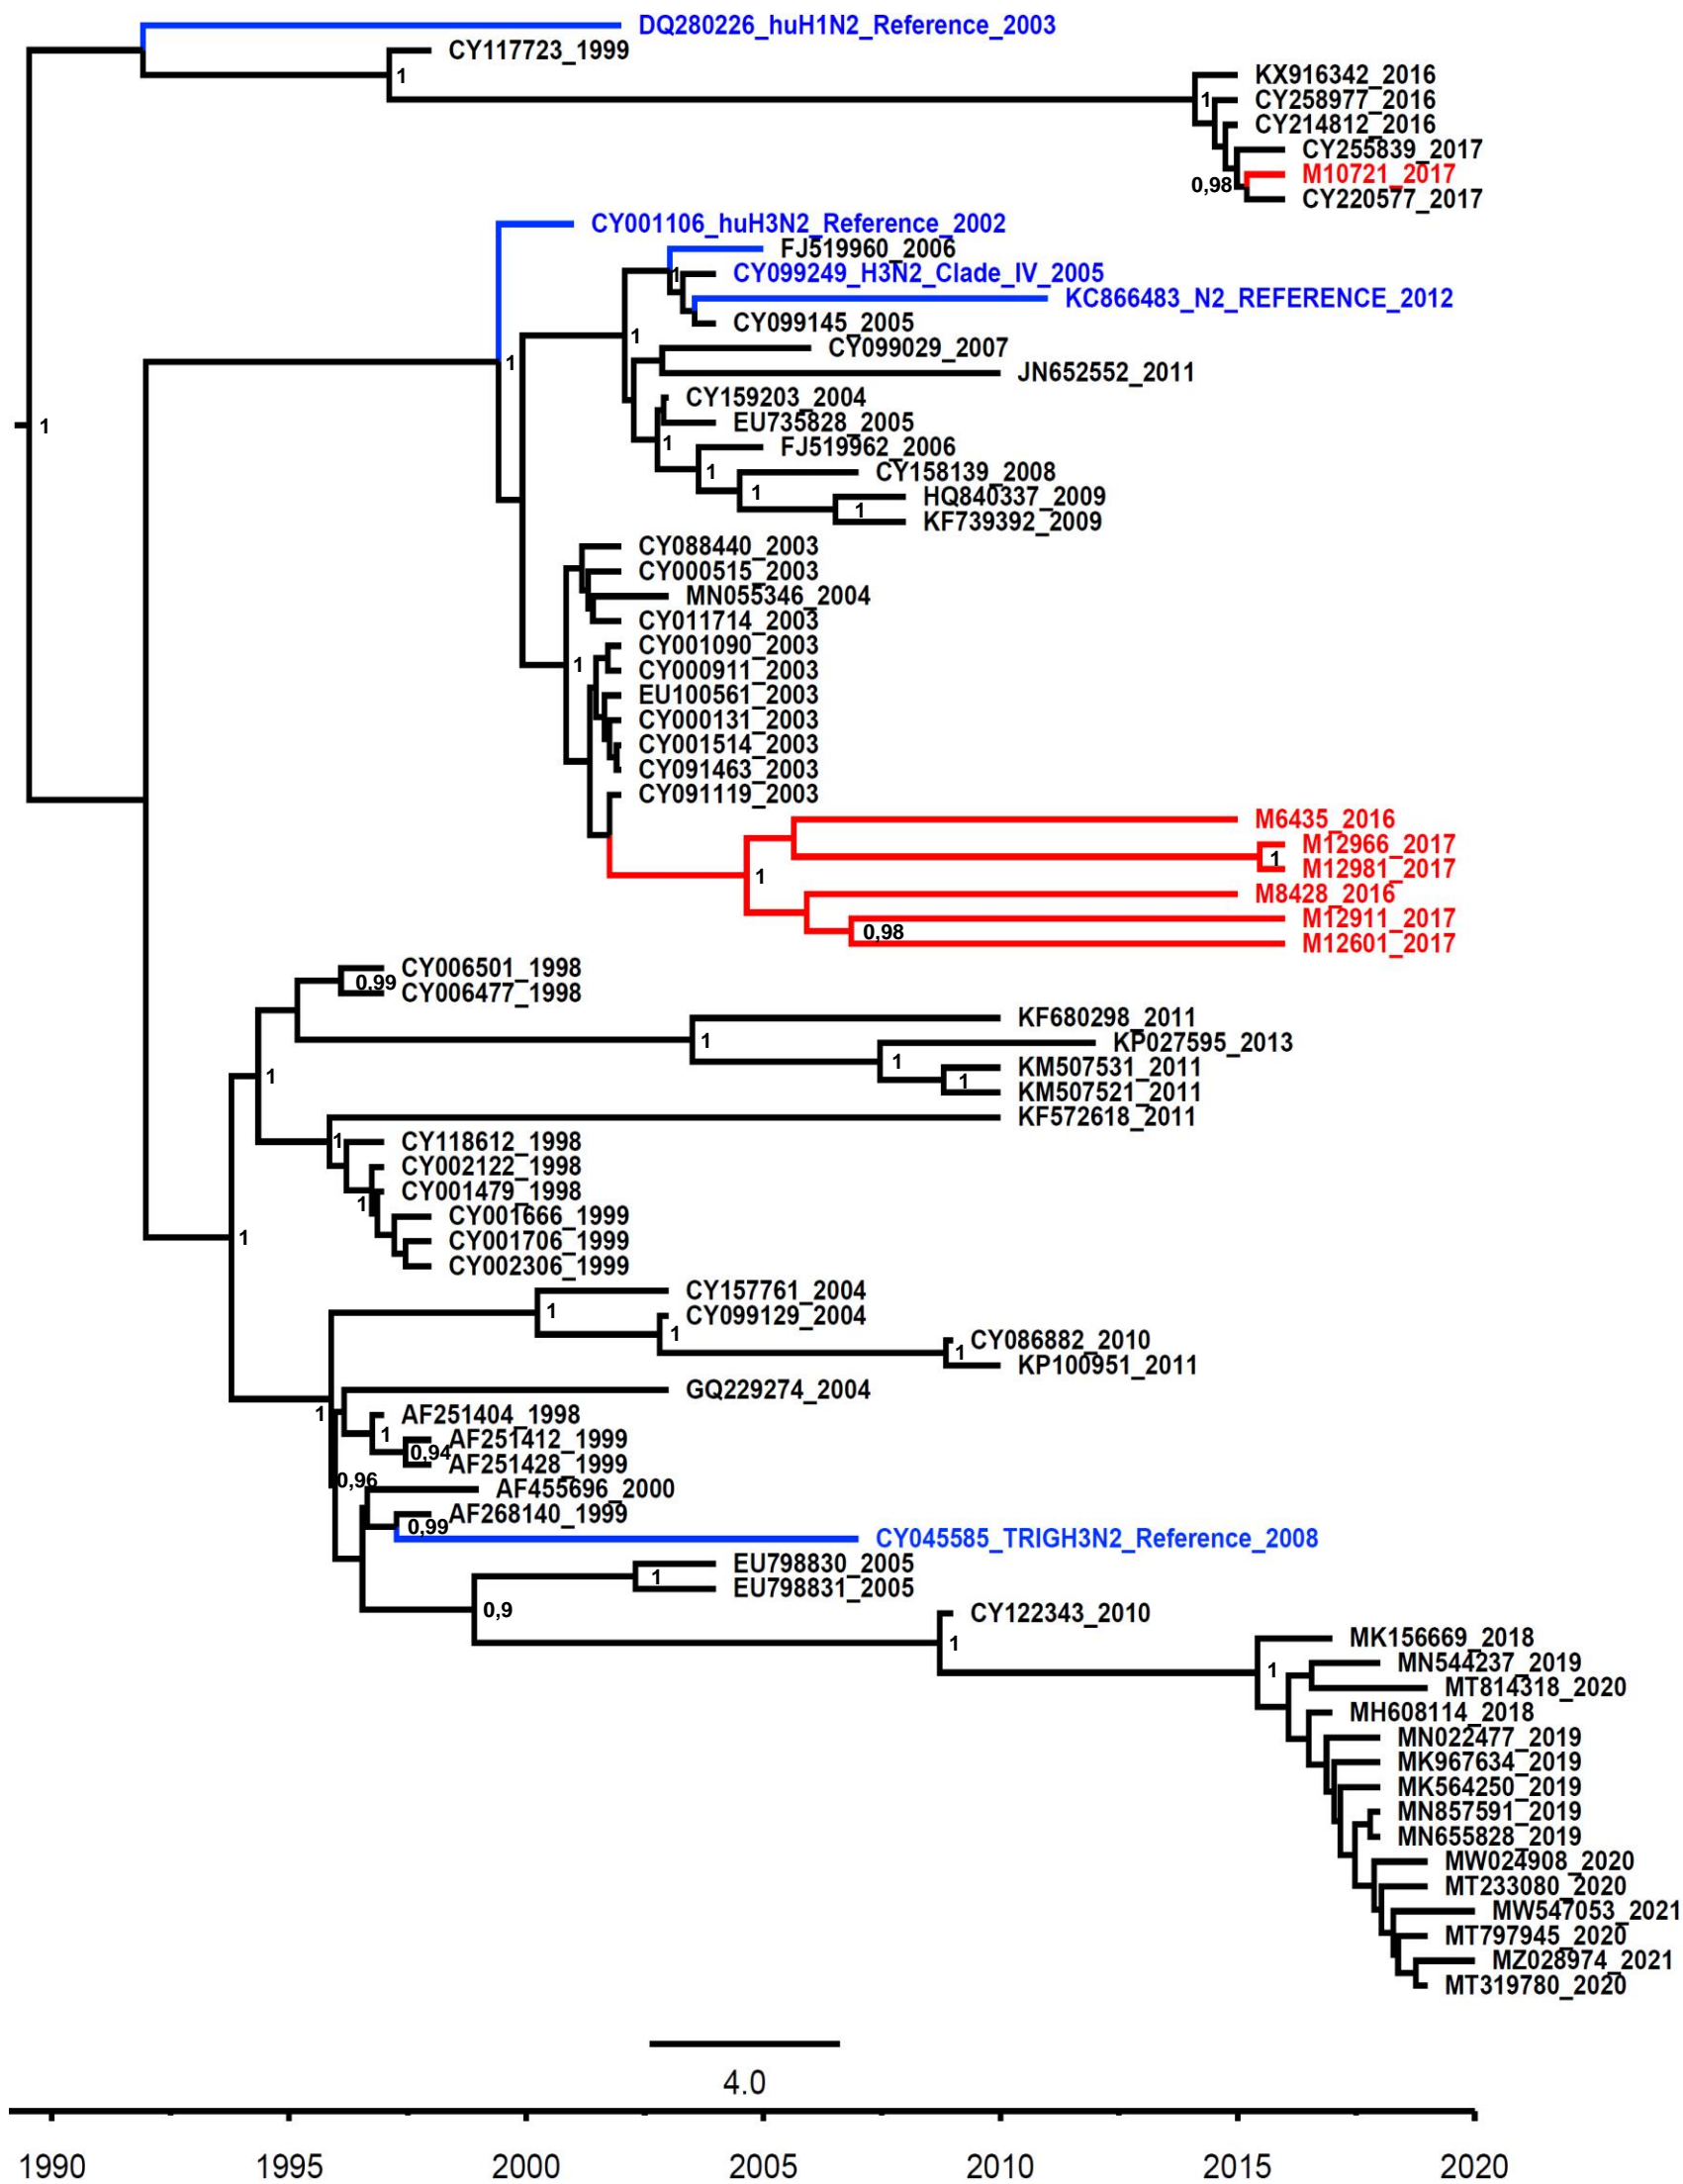 DQ280226_huH1N2_Reference_2003
CY117723_1999
1
KX916342_2016
1
CY258977_2016
CY214812_2016
CY255839_2017
M10721_2017
0,98
CY220577_2017
CY001106_huH3N2_Reference_2002
FJ519960_2006
1
CY099249_H3N2_Clade_IV_2005
KC866483_N2_REFERENCE_2012
CY099145_2005
1
CY099029_2007
1
JN652552_2011
CY159203_2004
EU735828_2005
1
1
FJ519962_2006
1
CY158139_2008
1
HQ840337_2009
1
KF739392_2009
CY088440_2003
CY000515_2003
MN055346_2004
CY011714_2003
CY001090_2003
1
CY000911_2003
EU100561_2003
CY000131_2003
CY001514_2003
CY091463_2003
CY091119_2003
M6435_2016
M12966_2017
1
M12981_2017
1
M8428_2016
M12911_2017
0,98
M12601_2017
CY006501_1998
0,99
CY006477_1998
KF680298_2011
1
KP027595_2013
1
KM507531_2011
1
1
KM507521_2011
KF572618_2011
1
CY118612_1998
CY002122_1998
CY001479_1998
1
CY001666_1999
1
CY001706_1999
CY002306_1999
CY157761_2004
1
CY099129_2004
1
CY086882_2010
1
KP100951_2011
GQ229274_2004
1
AF251404_1998
1
AF251412_1999
0,94
AF251428_1999
0,96
AF455696_2000
AF268140_1999
0,99
CY045585_TRIGH3N2_Reference_2008
EU798830_2005
1
EU798831_2005
0,9
CY122343_2010
1
MK156669_2018
1
MN544237_2019
MT814318_2020
MH608114_2018
MN022477_2019
MK967634_2019
MK564250_2019
MN857591_2019
MN655828_2019
MW024908_2020
MT233080_2020
MW547053_2021
MT797945_2020
MZ028974_2021
MT319780_2020
4.0
1990 1995 2000 2005 2010 2015 2020